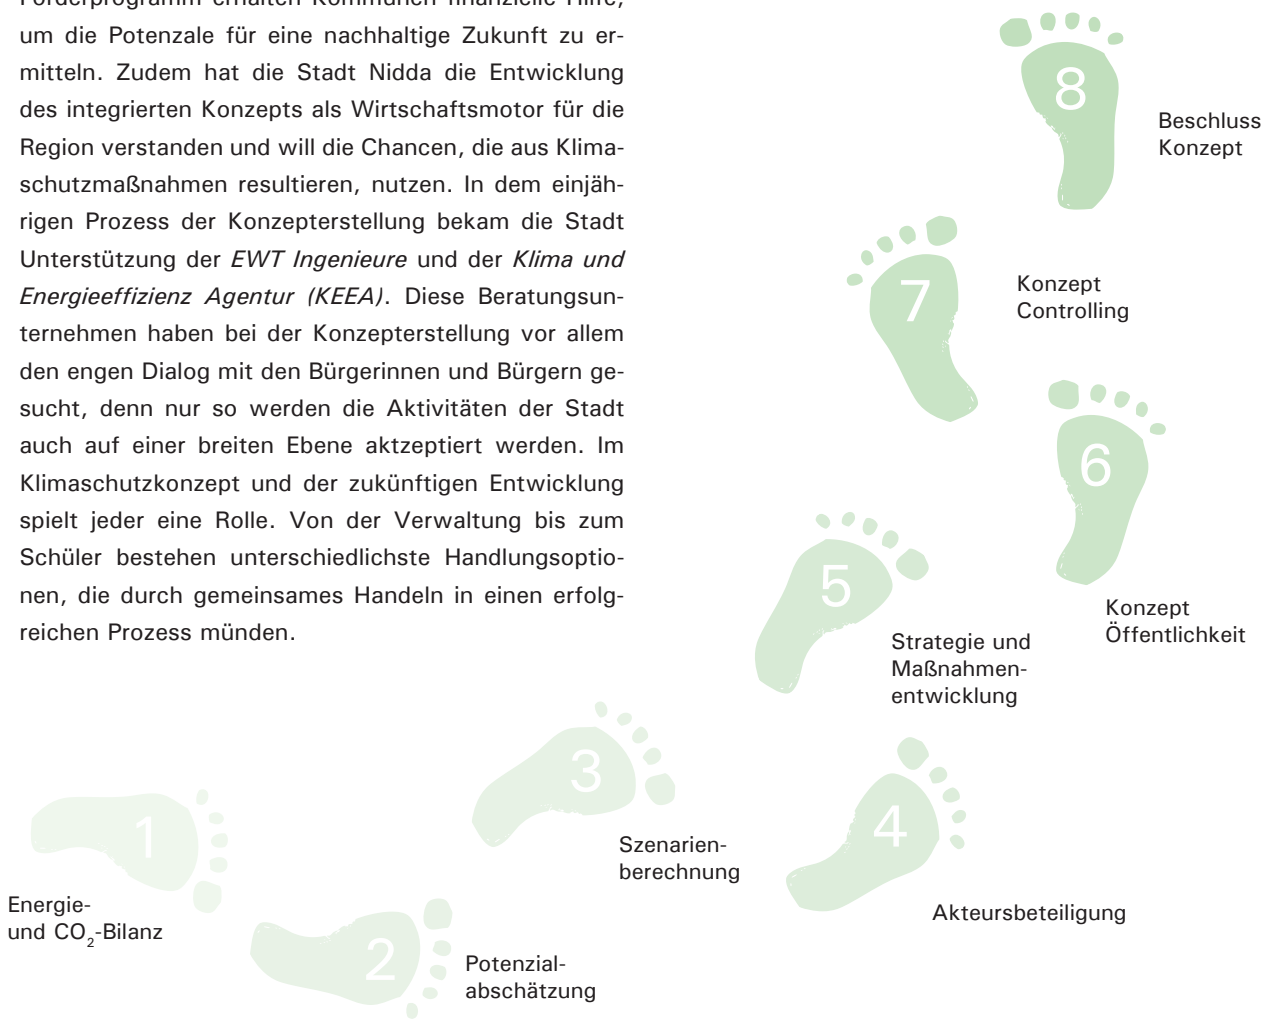 Förderprogramm erhalten Kommunen finanzielle Hilfe,
um die Potenzale für eine nachhaltige Zukunft zu er-
mitteln. Zudem hat die Stadt Nidda die Entwicklung
des integrierten Konzepts als Wirtschaftsmotor für die
Region verstanden und will die Chancen, die aus Klima-
schutzmaßnahmen resultieren, nutzen. In dem einjäh-
rigen Prozess der Konzepterstellung bekam die Stadt
Unterstützung der EWT Ingenieure und der Klima und
Energieeffizienz Agentur (KEEA). Diese Beratungsun-
ternehmen haben bei der Konzepterstellung vor allem
den engen Dialog mit den Bürgerinnen und Bürgern ge-
sucht, denn nur so werden die Aktivitäten der Stadt
auch auf einer breiten Ebene aktzeptiert werden. Im
Klimaschutzkonzept und der zukünftigen Entwicklung
spielt jeder eine Rolle. Von der Verwaltung bis zum
Schüler bestehen unterschiedlichste Handlungsoptio-
nen, die durch gemeinsames Handeln in einen erfolg-
reichen Prozess münden.
1
Energie-
und CO₂-Bilanz
2
Potenzial-
abschätzung
3
Szenarien-
berechnung
4
Akteursbeteiligung
5
Strategie und
Maßnahmen-
entwicklung
6
Konzept
Öffentlichkeit
7
Konzept
Controlling
8
Beschluss
Konzept